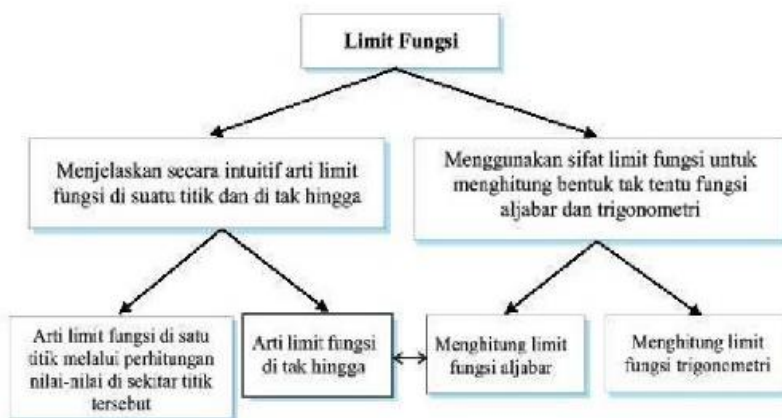 Limit Fungsi
Menjelaskan secara intuitif arti limit
fungsi di suatu titik dan di tak hingga
Menggunakan sifat limit fungsi untuk
menghitung bentuk tak tentu fungsi
aljabar dan trigonometri
Arti limit fungsi di satu
titik melalui perhitungan
nilai-nilai di sekitar titik
tersebut
Arti limit fungsi
di tak hingga
Menghitung limit
fungsi aljabar
Menghitung limit
fungsi trigonometri